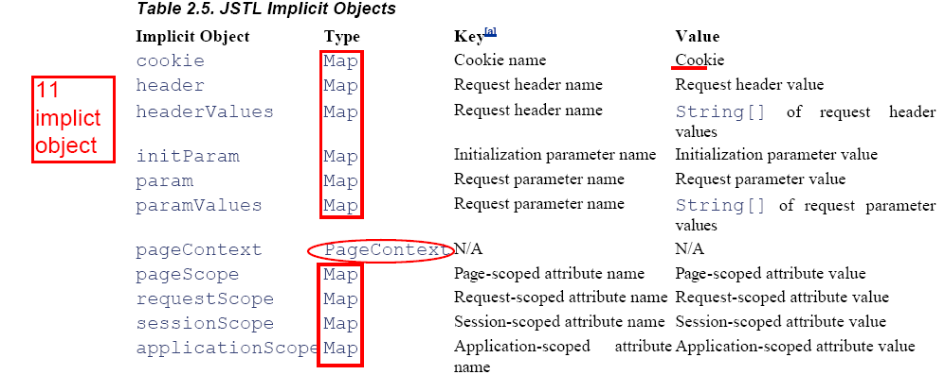 Table 2.5. JSTL Implicit Objects
Implicit Object Type Key[a] Value
cookie Map Cookie name Cookie
header Map Request header name Request header value
headerValues Map Request header name String[] of request header
values
initParam Map Initialization parameter name Initialization parameter value
param Map Request parameter name Request parameter value
paramValues Map Request parameter name String[] of request parameter
values
pageContext PageContext N/A N/A
pageScope Map Page-scoped attribute name Page-scoped attribute value
requestScope Map Request-scoped attribute name Request-scoped attribute value
sessionScope Map Session-scoped attribute name Session-scoped attribute value
applicationScope Map Application-scoped attribute Application-scoped attribute value
name
11
implict
object